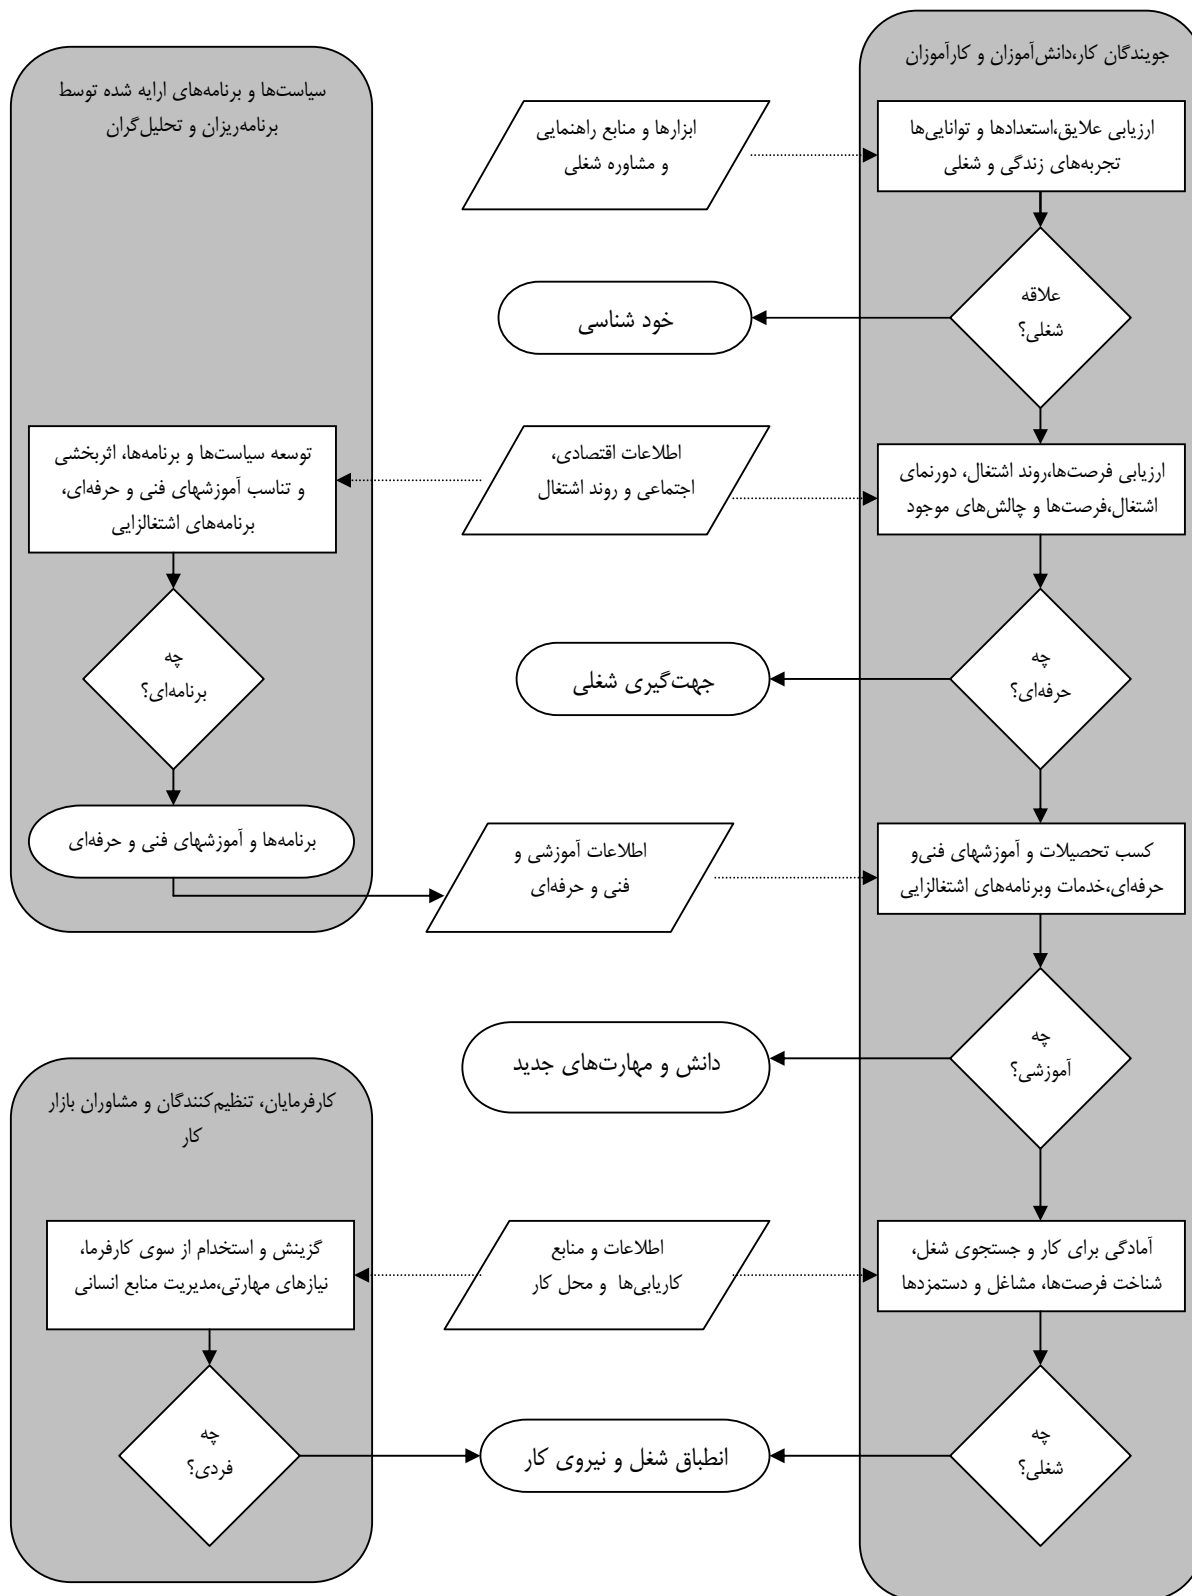 جویندگان کار،دانش‌آموزان و کارآموزان
ارزیابی علایق،استعدادها و توانایی‌ها
تجربه‌های زندگی و شغلی
علاقه
شغلی؟
ارزیابی فرصت‌ها،روند اشتغال، دورنمای
اشتغال،فرصت‌ها و چالش‌های موجود
چه
حرفه‌ای؟
کسب تحصیلات و آموزشهای فنی‌و
حرفه‌ای،خدمات وبرنامه‌های اشتغالزایی
چه
آموزشی؟
آمادگی برای کار و جستجوی شغل،
شناخت فرصت‌ها، مشاغل و دستمزدها
چه
شغلی؟
ابزارها و منابع راهنمایی
و مشاوره شغلی
خود شناسی
اطلاعات اقتصادی،
اجتماعی و روند اشتغال
جهت‌گیری شغلی
اطلاعات آموزشی و
فنی و حرفه‌ای
دانش و مهارت‌های جدید
اطلاعات و منابع
کاریابی‌ها و محل کار
انطباق شغل و نیروی کار
سیاست‌ها و برنامه‌های ارایه شده توسط
برنامه‌ریزان و تحلیل‌گران
توسعه سیاست‌ها و برنامه‌ها، اثربخشی
و تناسب آموزشهای فنی و حرفه‌ای،
برنامه‌های اشتغالزایی
چه
برنامه‌ای؟
برنامه‌ها و آموزشهای فنی و حرفه‌ای
کارفرمایان، تنظیم‌کنندگان و مشاوران بازار
کار
گزینش و استخدام از سوی کارفرما،
نیازهای مهارتی،مدیریت منابع انسانی
چه
فردی؟